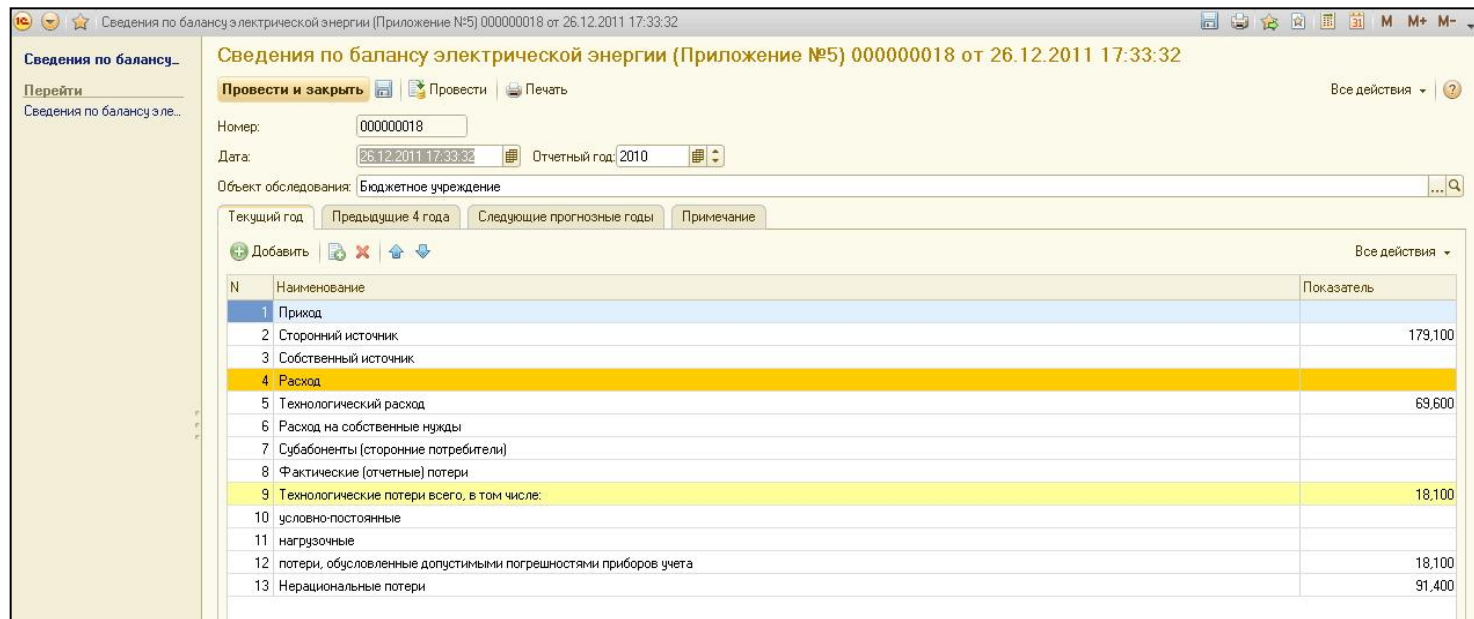 1С Сведения по балансу электрической энергии (Приложение №5) 000000018 от 26.12.2011 17:33:32 31 M M+ M-
Сведения по балансу...
Перейти
Сведения по балансу эле...
Сведения по балансу электрической энергии (Приложение №5) 000000018 от 26.12.2011 17:33:32
Провести и закрыть Провести Печать Все действия ?
Номер: 000000018
Дата: 26.12.2011 17:33:32 Отчетный год: 2010
Объект обследования: Бюджетное учреждение ...
Текущий год Предыдущие 4 года Следующие прогнозные годы Примечание
Добавить Все действия
N Наименование Показатель
1 Приход
2 Сторонний источник 179,100
3 Собственный источник
4 Расход
5 Технологический расход 69,600
6 Расход на собственные нужды
7 Субабоненты (сторонние потребители)
8 Фактические (отчетные) потери
9 Технологические потери всего, в том числе: 18,100
10 условно-постоянные
11 нагрузочные
12 потери, обусловленные допустимыми погрешностями приборов учета 18,100
13 Нерациональные потери 91,400